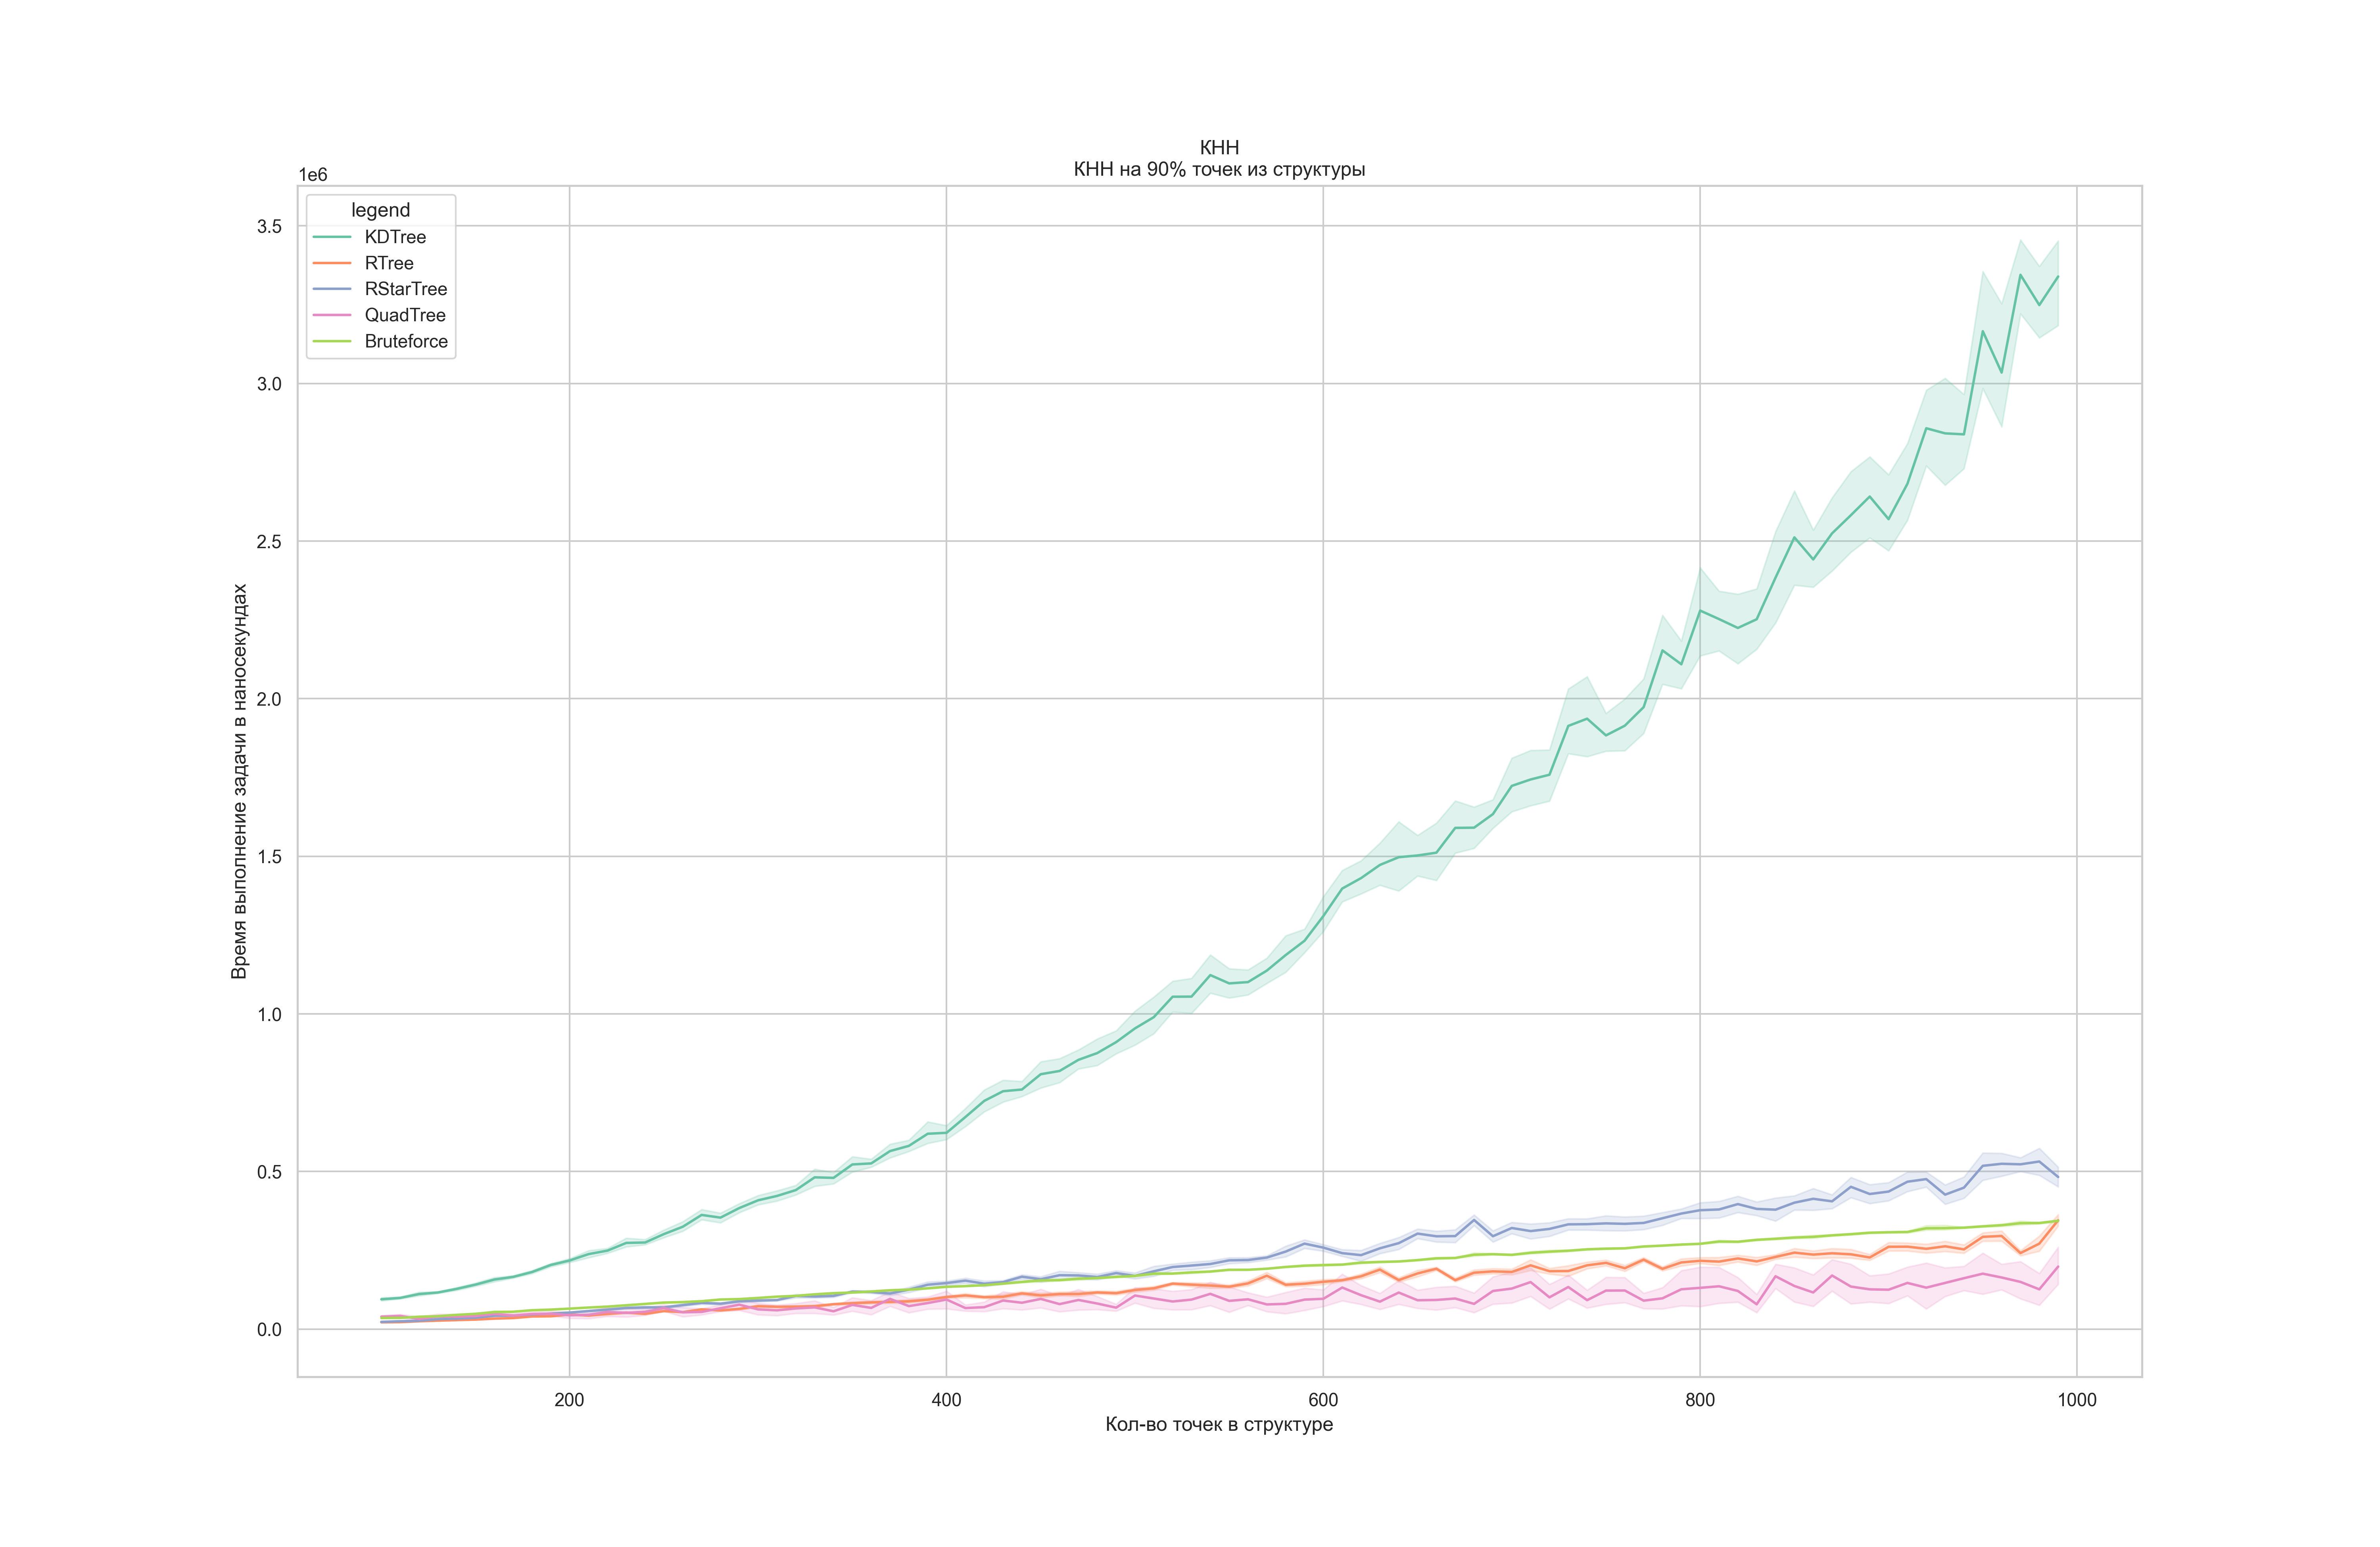 КНН
КНН на 90% точек из структуры
1e6
legend
KDTree
RTree
RStarTree
QuadTree
Bruteforce
3.5
3.0
2.5
2.0
1.5
1.0
0.5
0.0
Время выполнение задачи в наносекундах
200 400 600 800 1000
Кол-во точек в структуре